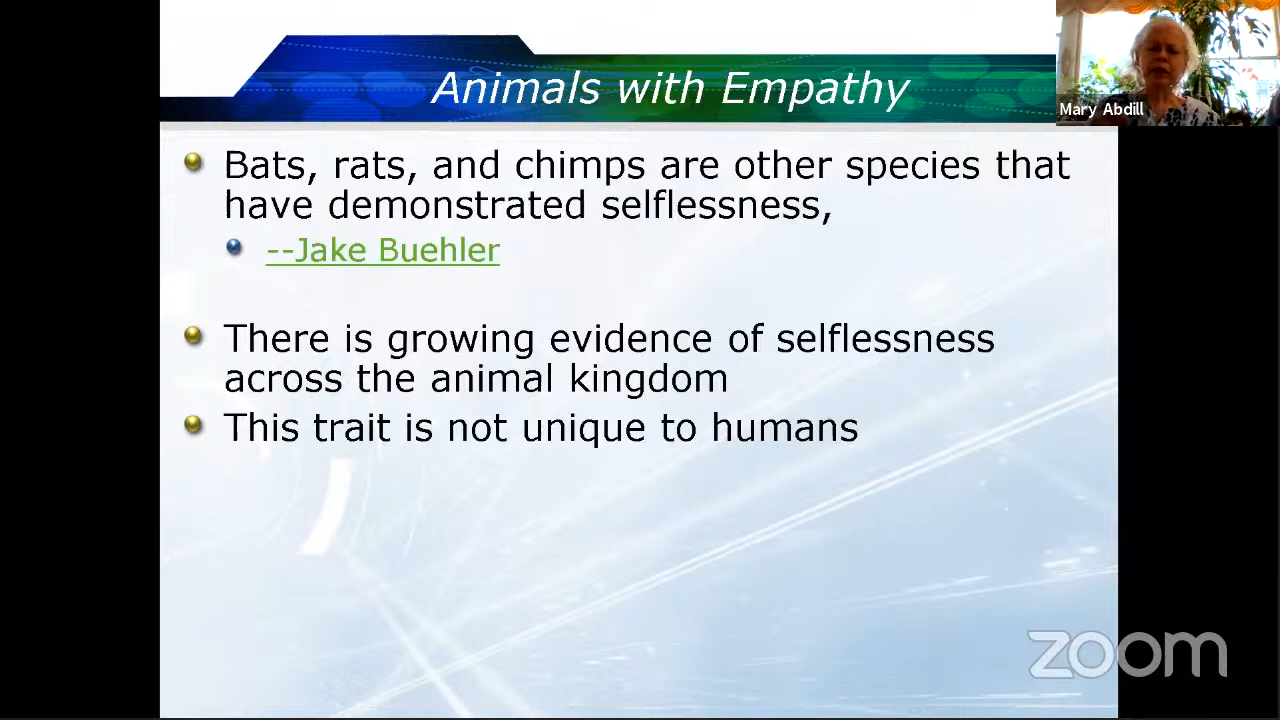 Animals with Empathy
Mary Abdill
Bats, rats, and chimps are other species that
have demonstrated selflessness,
--Jake Buehler
There is growing evidence of selflessness
across the animal kingdom
This trait is not unique to humans
zoom